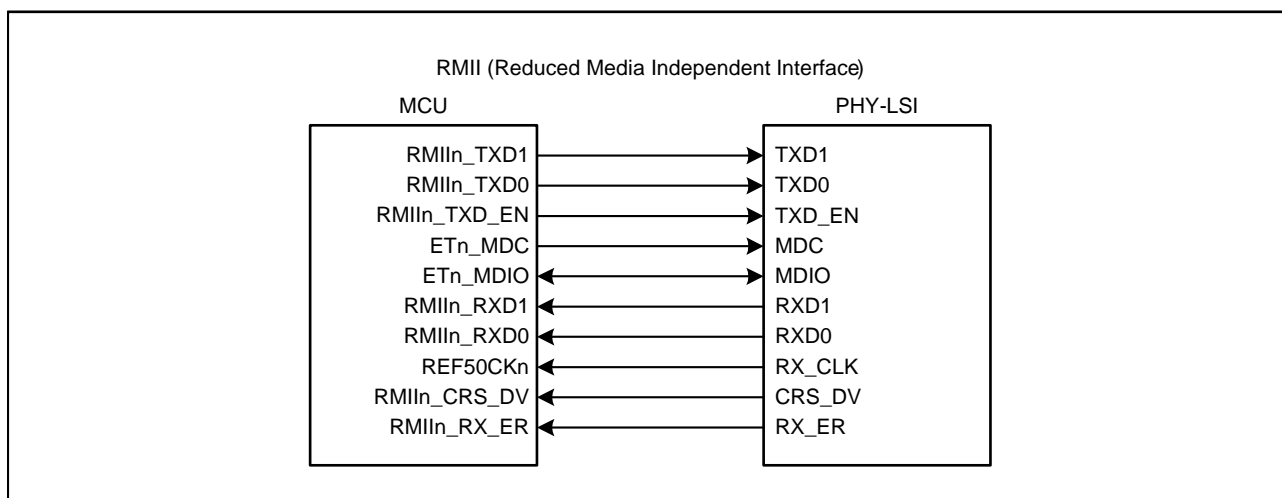 RMII (Reduced Media Independent Interface)
MCU PHY-LSI
RMIIn_TXD1 TXD1
RMIIn_TXD0 TXD0
RMIIn_TXD_EN TXD_EN
ETn_MDC MDC
ETn_MDIO MDIO
RMIIn_RXD1 RXD1
RMIIn_RXD0 RXD0
REF50CKn RX_CLK
RMIIn_CRS_DV CRS_DV
RMIIn_RX_ER RX_ER